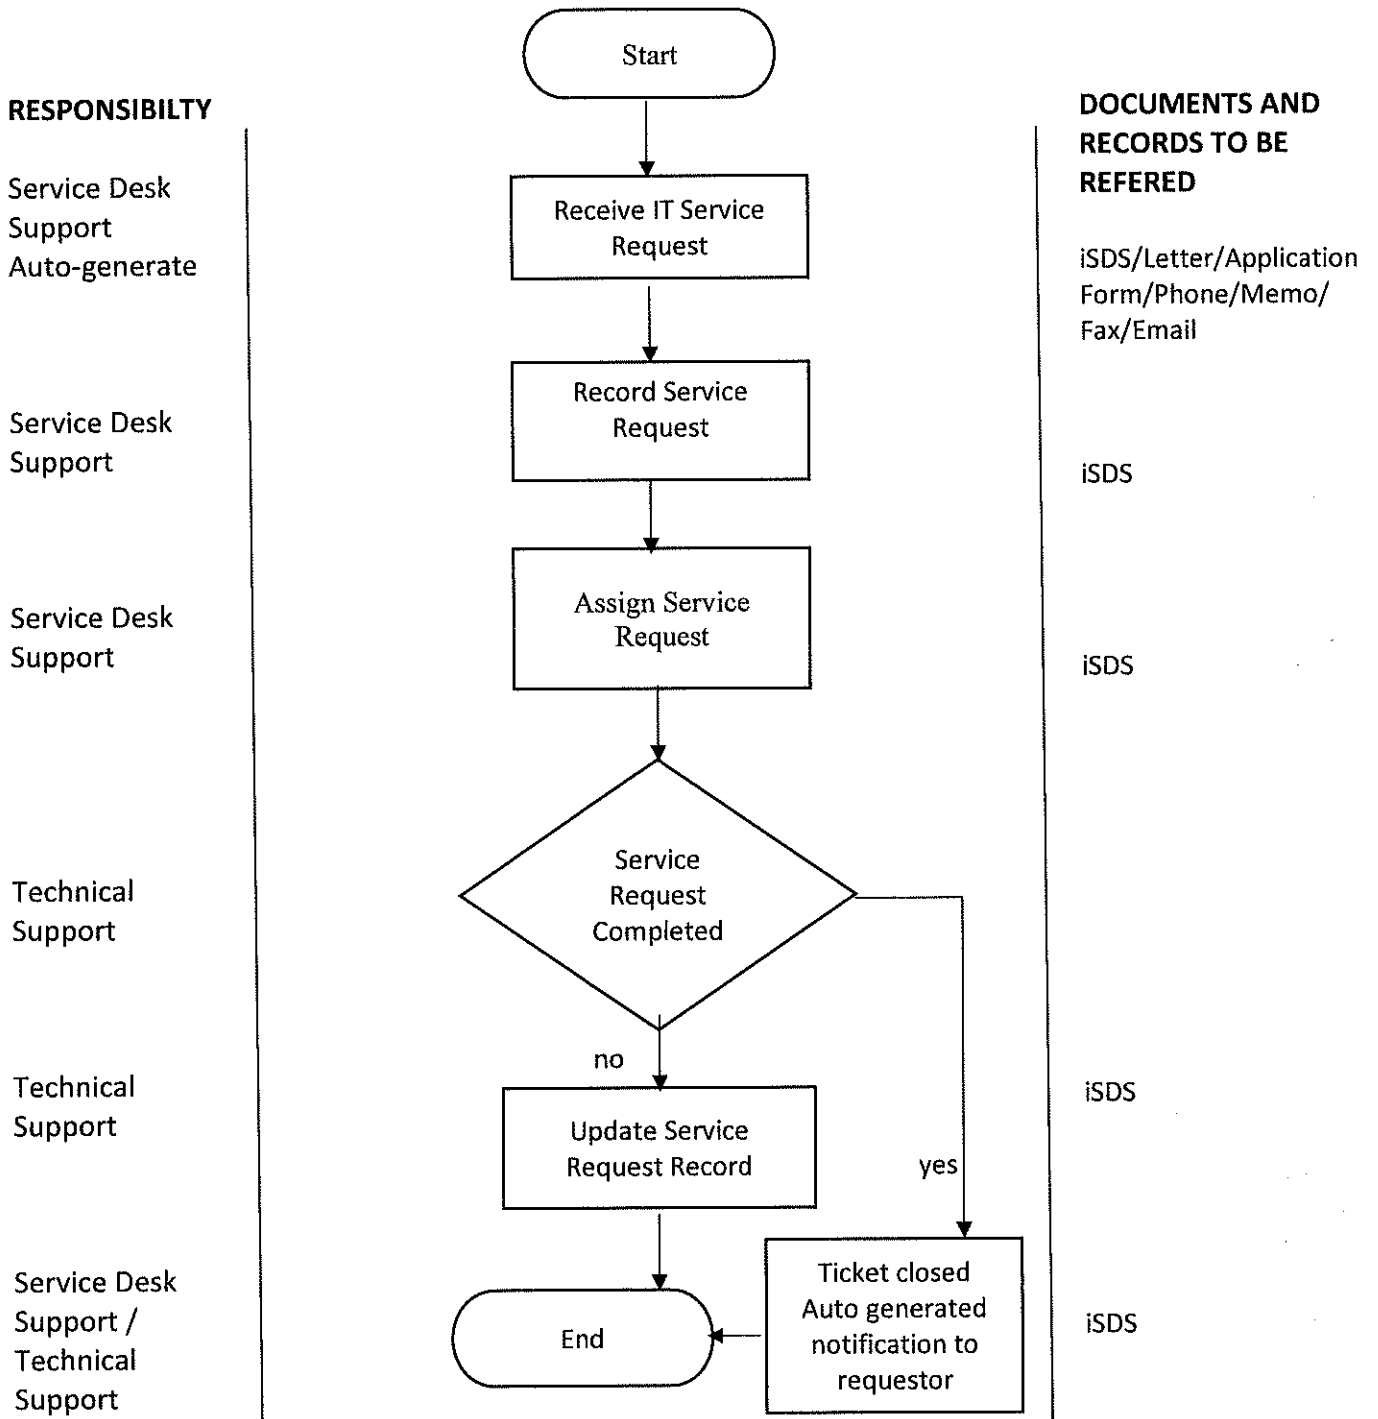 Start
RESPONSIBILTY
DOCUMENTS AND
RECORDS TO BE
REFERED
Service Desk
Support
Auto-generate
Receive IT Service
Request
iSDS/Letter/Application
Form/Phone/Memo/
Fax/Email
Service Desk
Support
Record Service
Request
iSDS
Service Desk
Support
Assign Service
Request
iSDS
Technical
Support
Service
Request
Completed
no
yes
Technical
Support
Update Service
Request Record
iSDS
Service Desk
Support /
Technical
Support
End
Ticket closed
Auto generated
notification to
requestor
iSDS